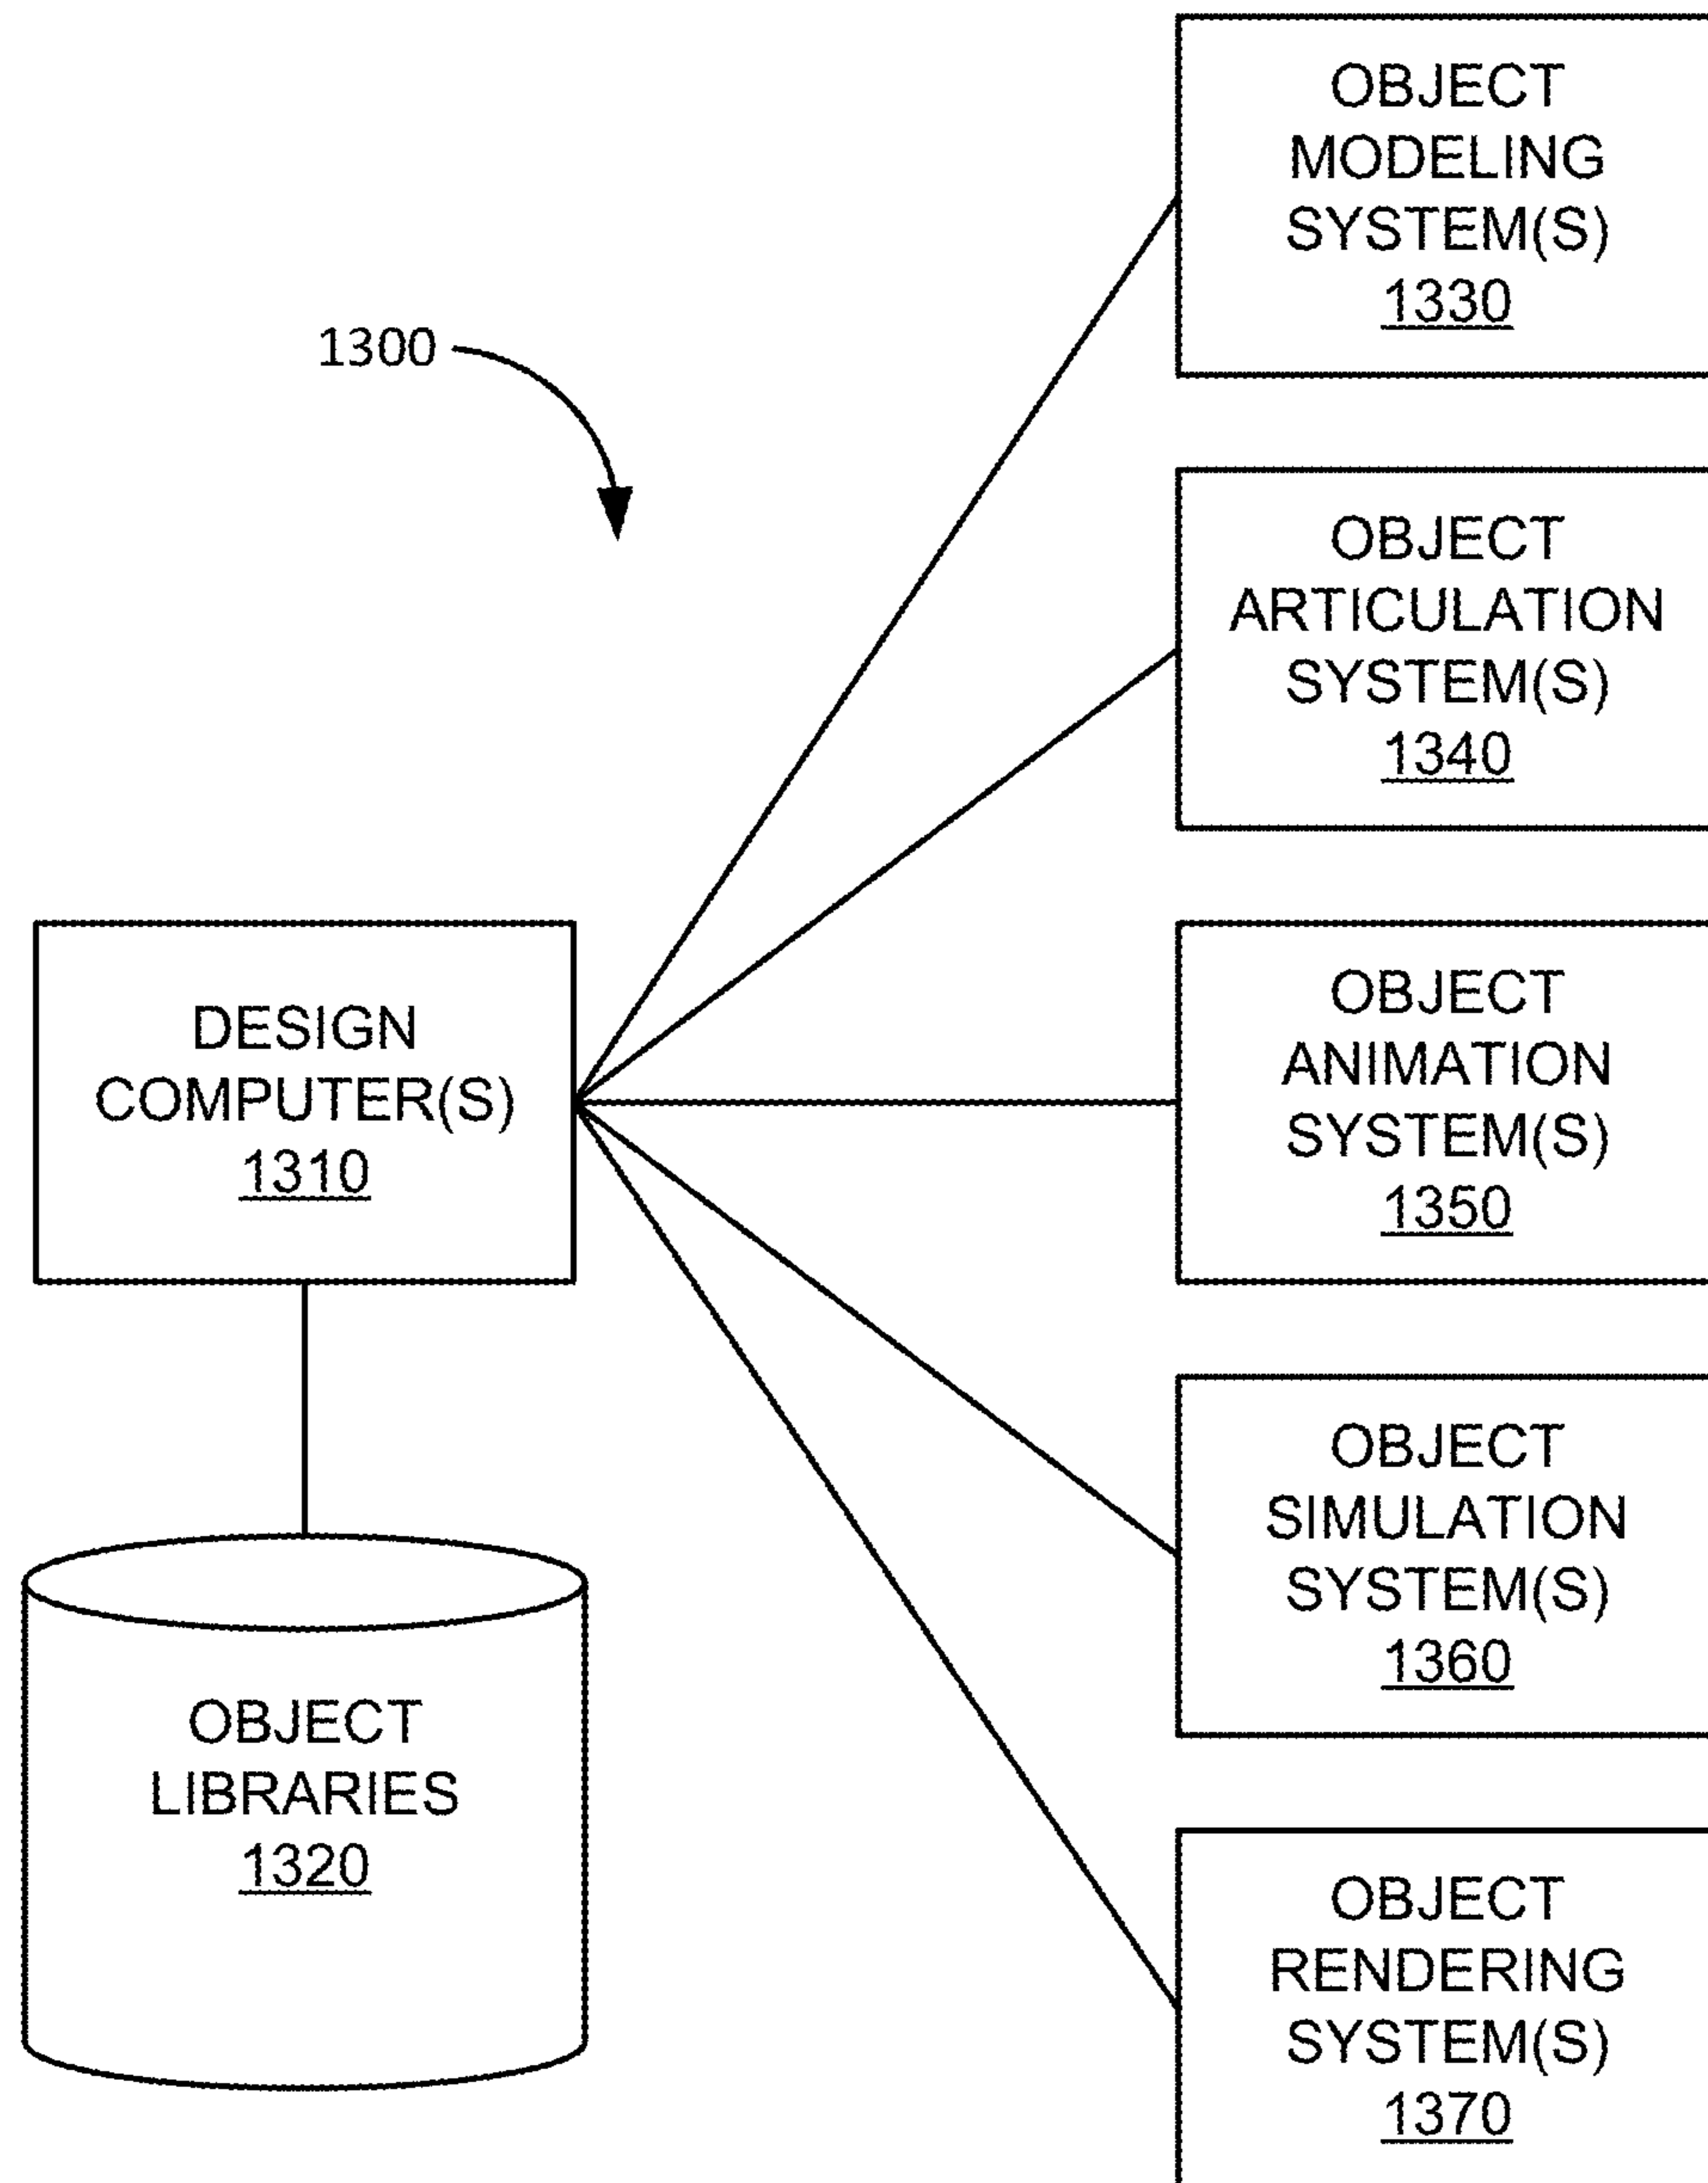 1300
OBJECT
MODELING
SYSTEM(S)
1330
OBJECT
ARTICULATION
SYSTEM(S)
1340
DESIGN
COMPUTER(S)
1310
OBJECT
ANIMATION
SYSTEM(S)
1350
OBJECT
SIMULATION
SYSTEM(S)
1360
OBJECT
LIBRARIES
1320
OBJECT
RENDERING
SYSTEM(S)
1370